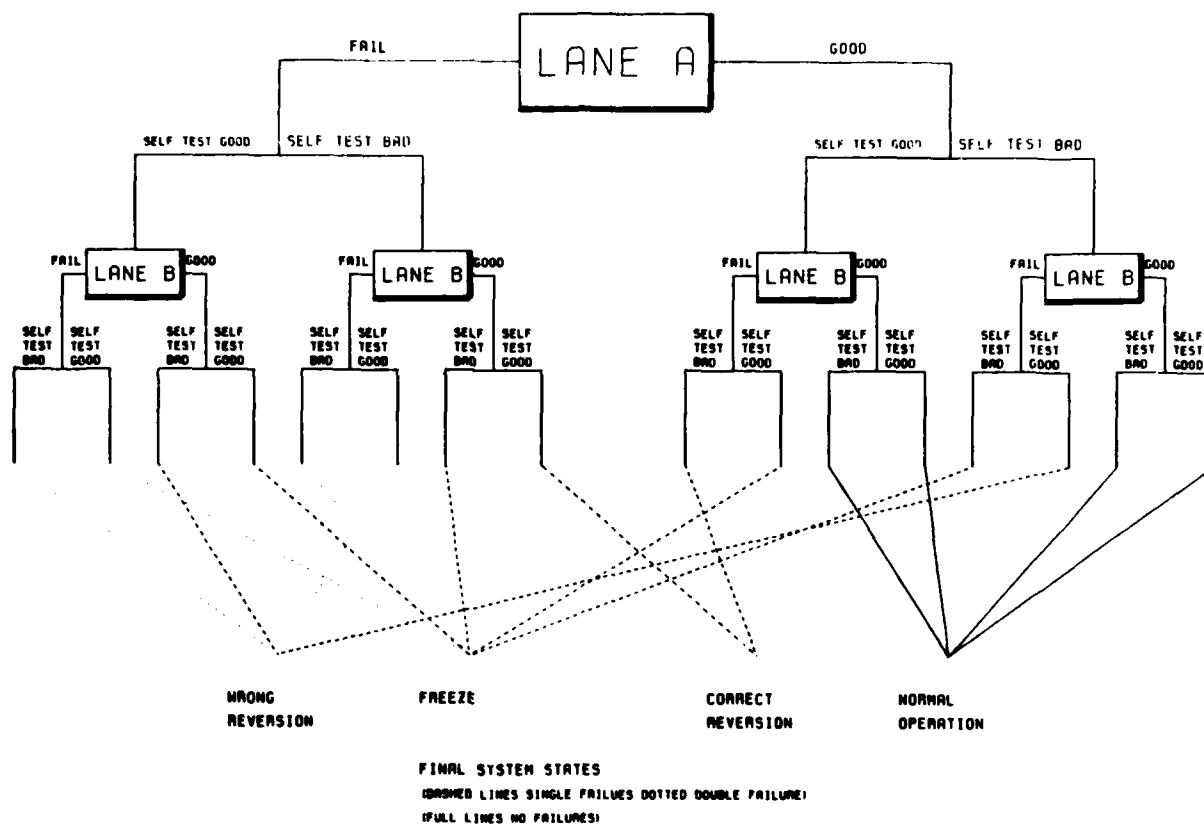 FAIL
LANE A
GOOD
SELF TEST GOOD
SELF TEST BAD
SELF TEST GOOD
SELF TEST BAD
FAIL
LANE B
GOOD
FAIL
LANE B
GOOD
FAIL
LANE B
GOOD
FAIL
LANE B
GOOD
SELF TEST BAD
SELF TEST GOOD
SELF TEST BAD
SELF TEST GOOD
SELF TEST BAD
SELF TEST GOOD
SELF TEST BAD
SELF TEST GOOD
SELF TEST BAD
SELF TEST GOOD
SELF TEST BAD
SELF TEST GOOD
SELF TEST BAD
SELF TEST GOOD
SELF TEST BAD
SELF TEST GOOD
WRONG REVERSION
FREEZE
CORRECT REVERSION
NORMAL OPERATION
FINAL SYSTEM STATES
(DASHED LINES SINGLE FAILUES DOTTED DOUBLE FAILURE)
(FULL LINES NO FAILURES)